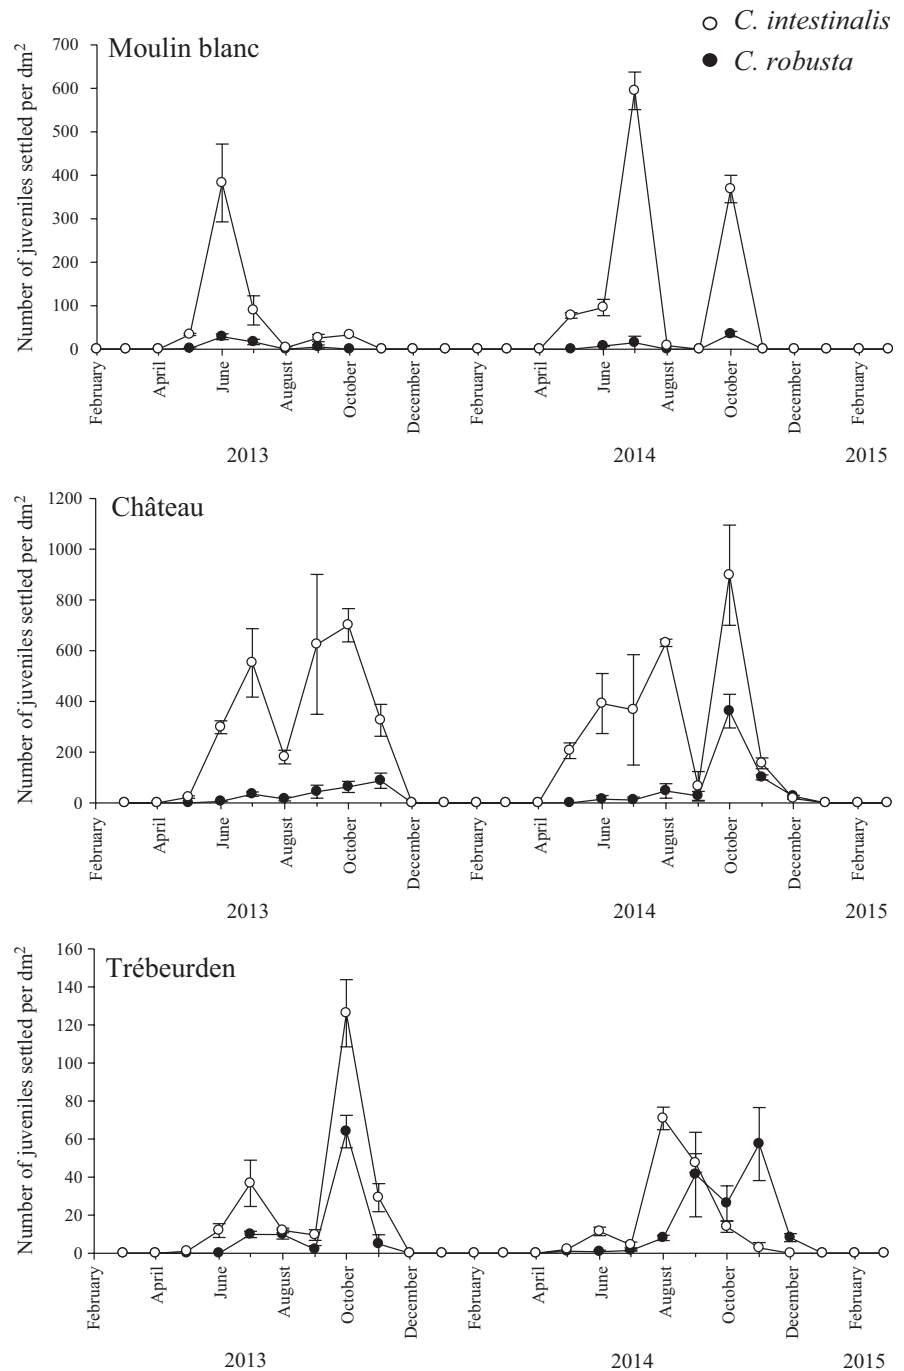 C. intestinalis
C. robusta
Moulin blanc
Number of juveniles settled per dm²
700
600
500
400
300
200
100
0
February
April
June
August
October
December
February
April
June
August
October
December
February
2013
2014
2015
Château
Number of juveniles settled per dm²
1200
1000
800
600
400
200
0
February
April
June
August
October
December
February
April
June
August
October
December
February
2013
2014
2015
Trébeurden
Number of juveniles settled per dm²
160
140
120
100
80
60
40
20
0
February
April
June
August
October
December
February
April
June
August
October
December
February
2013
2014
2015